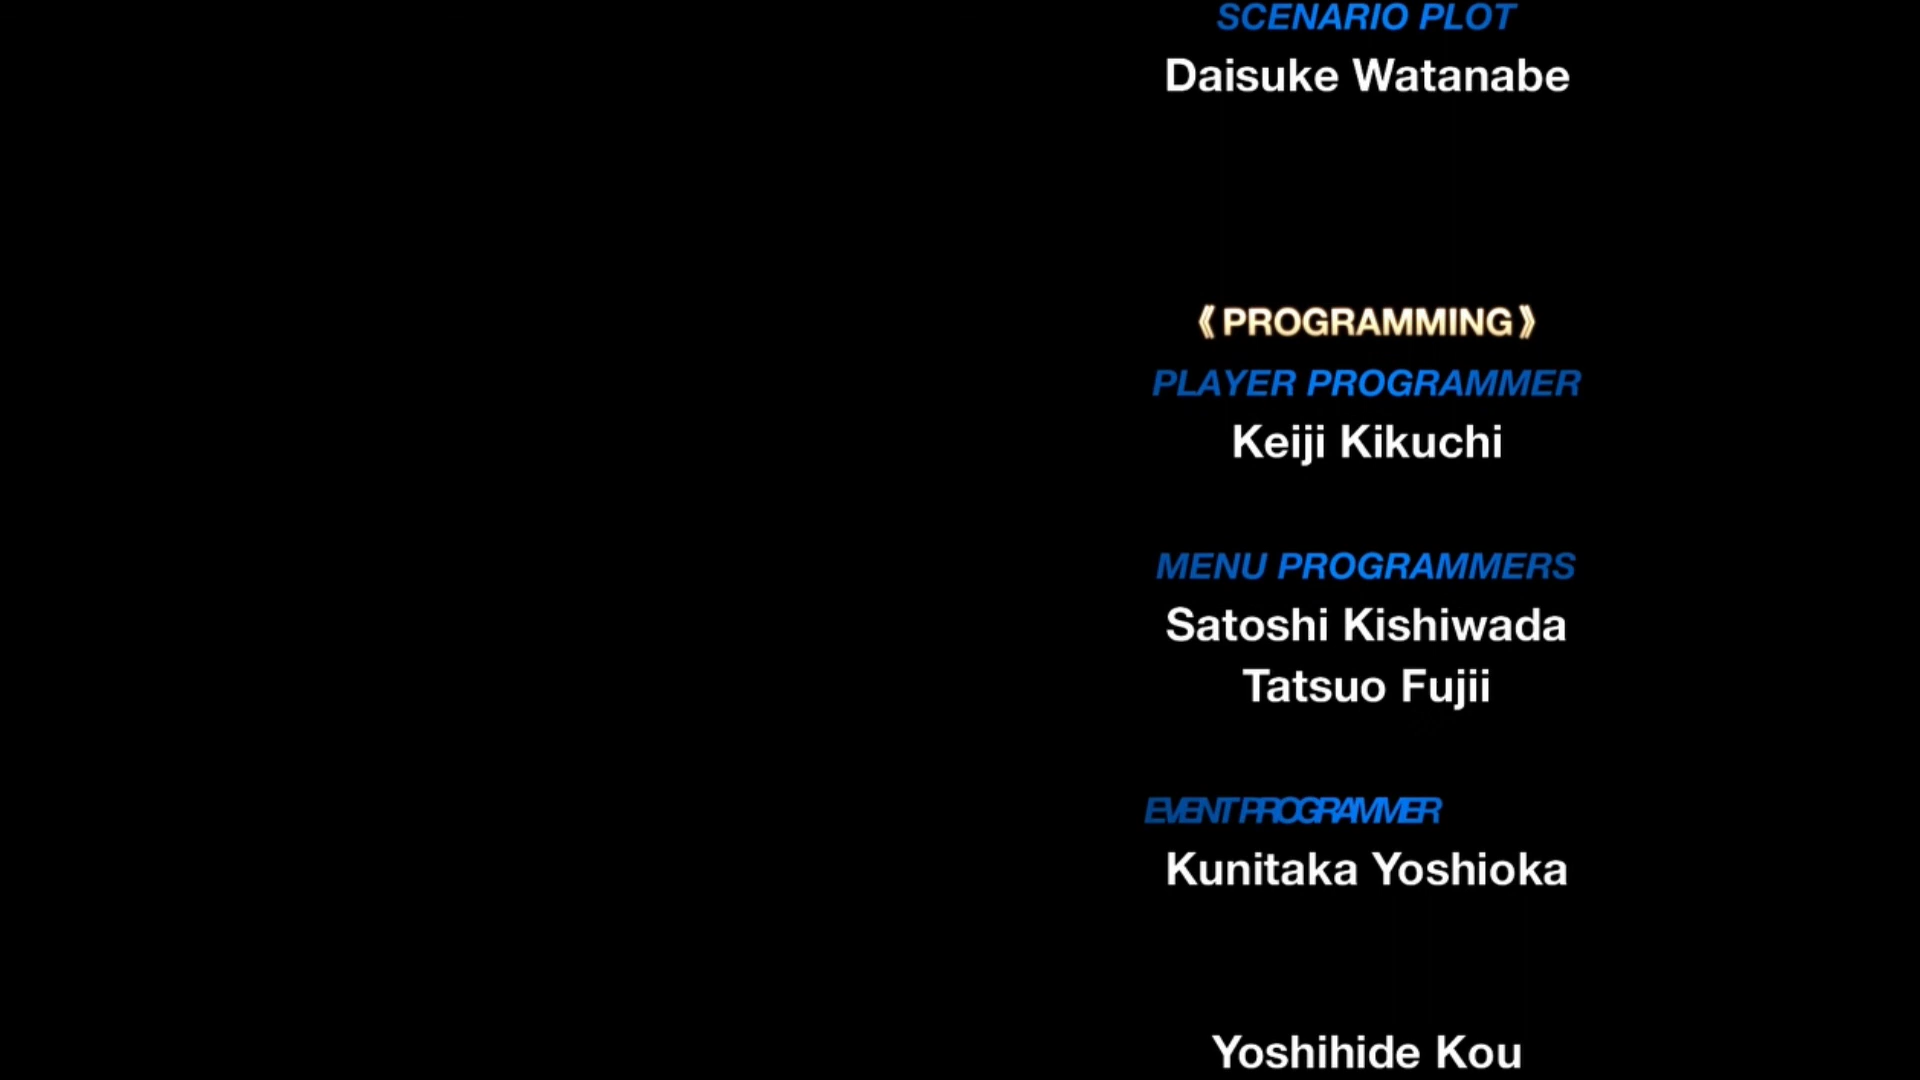 SCENARIO PLOT
Daisuke Watanabe
《PROGRAMMING》
PLAYER PROGRAMMER
Keiji Kikuchi
MENU PROGRAMMERS
Satoshi Kishiwada
Tatsuo Fujii
EVENT PROGRAMMER
Kunitaka Yoshioka
Yoshihide Kou